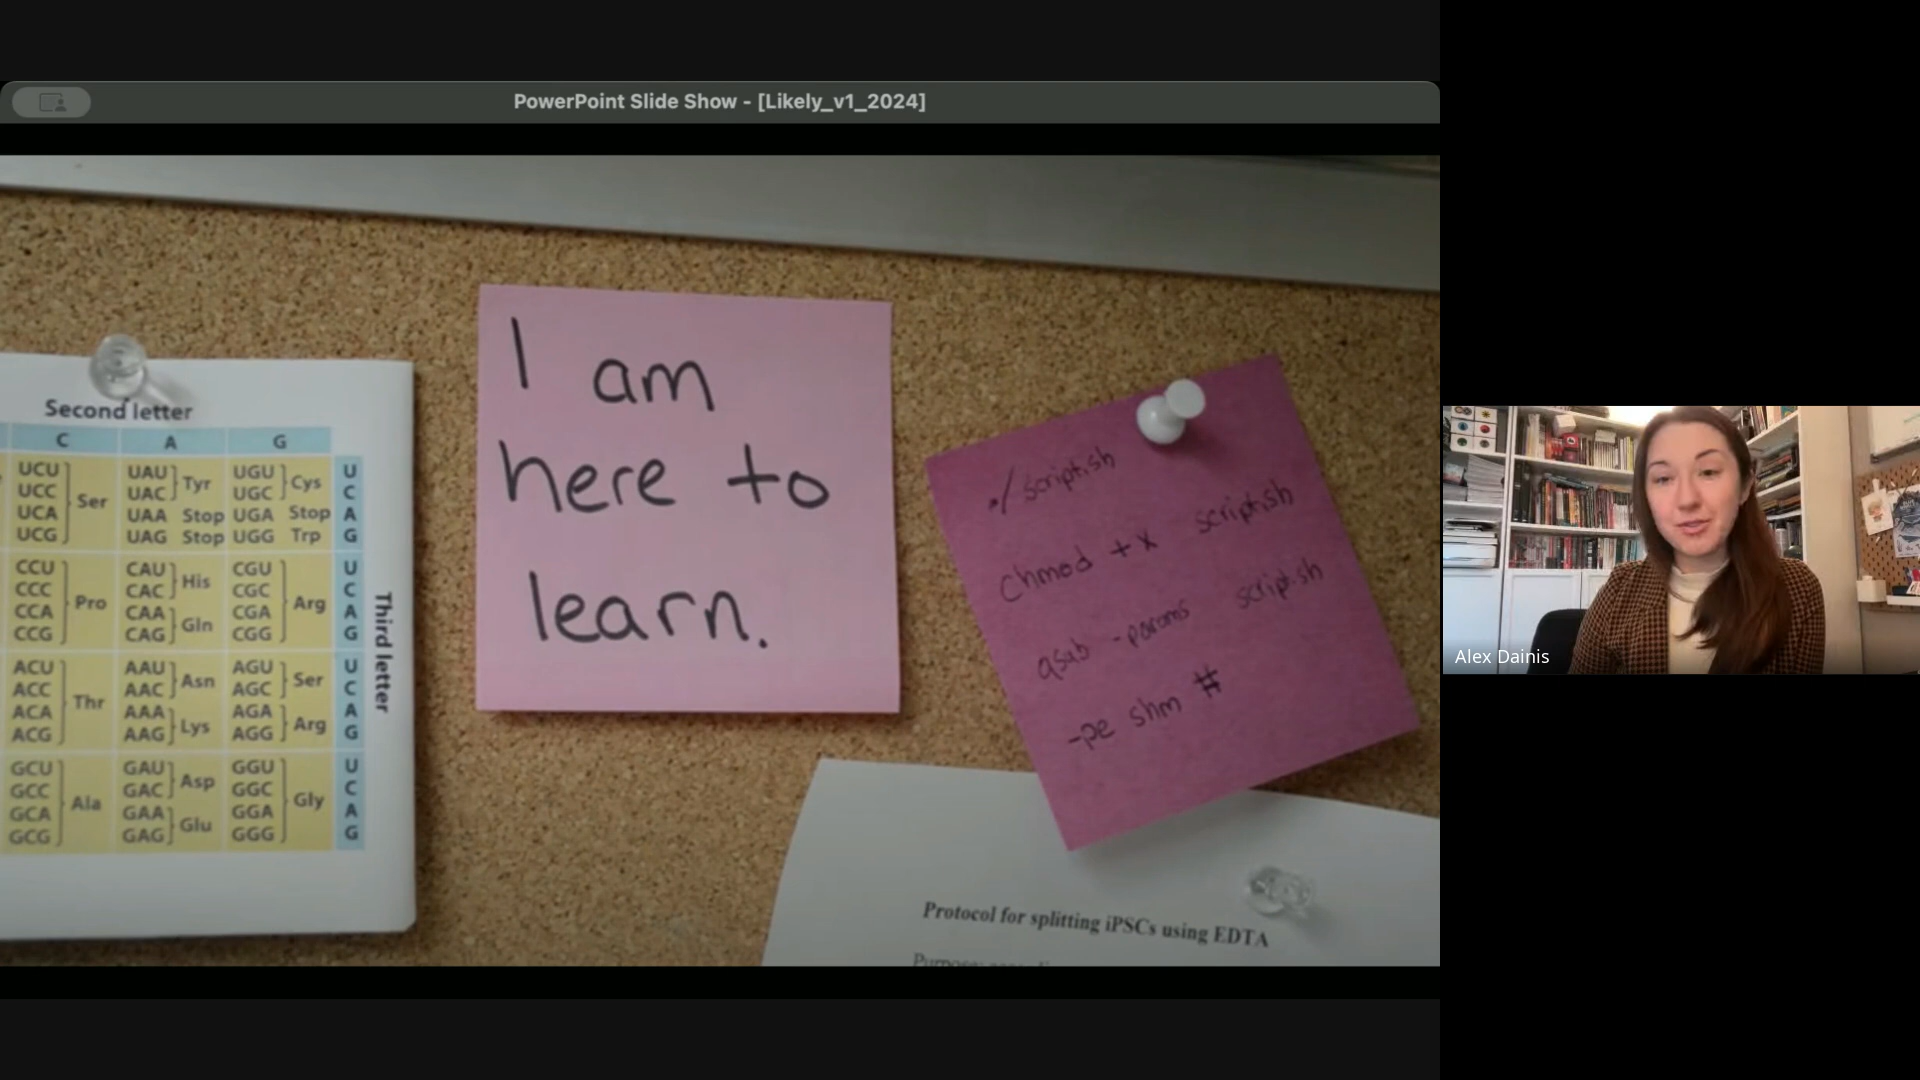 PowerPoint Slide Show - [Likely_v1_2024]
Second letter
C A G
UCU UAU Tyr UGU Cys U
UCC Ser UAC UGC C
UCA UAA Stop UGA Stop A
UCG UAG Stop UGG Trp G
CCU CAU His CGU U
CCC Pro CAC CGC Arg C
CCA CAA Gln CGA A
CCG CAG CGG G
ACU AAU Asn AGU Ser U
ACC Thr AAC AGC C
ACA AAA Lys AGA Arg A
ACG AAG AGG G
GCU GAU Asp GGU U
GCC Ala GAC GGC Gly C
GCA GAA Glu GGA A
GCG GAG GGG G
Third letter
I am
here to
learn.
./script.sh
chmod +x script.sh
qsub -params script.sh
-pe shm #
Protocol for splitting iPSCs using EDTA
Alex Dainis